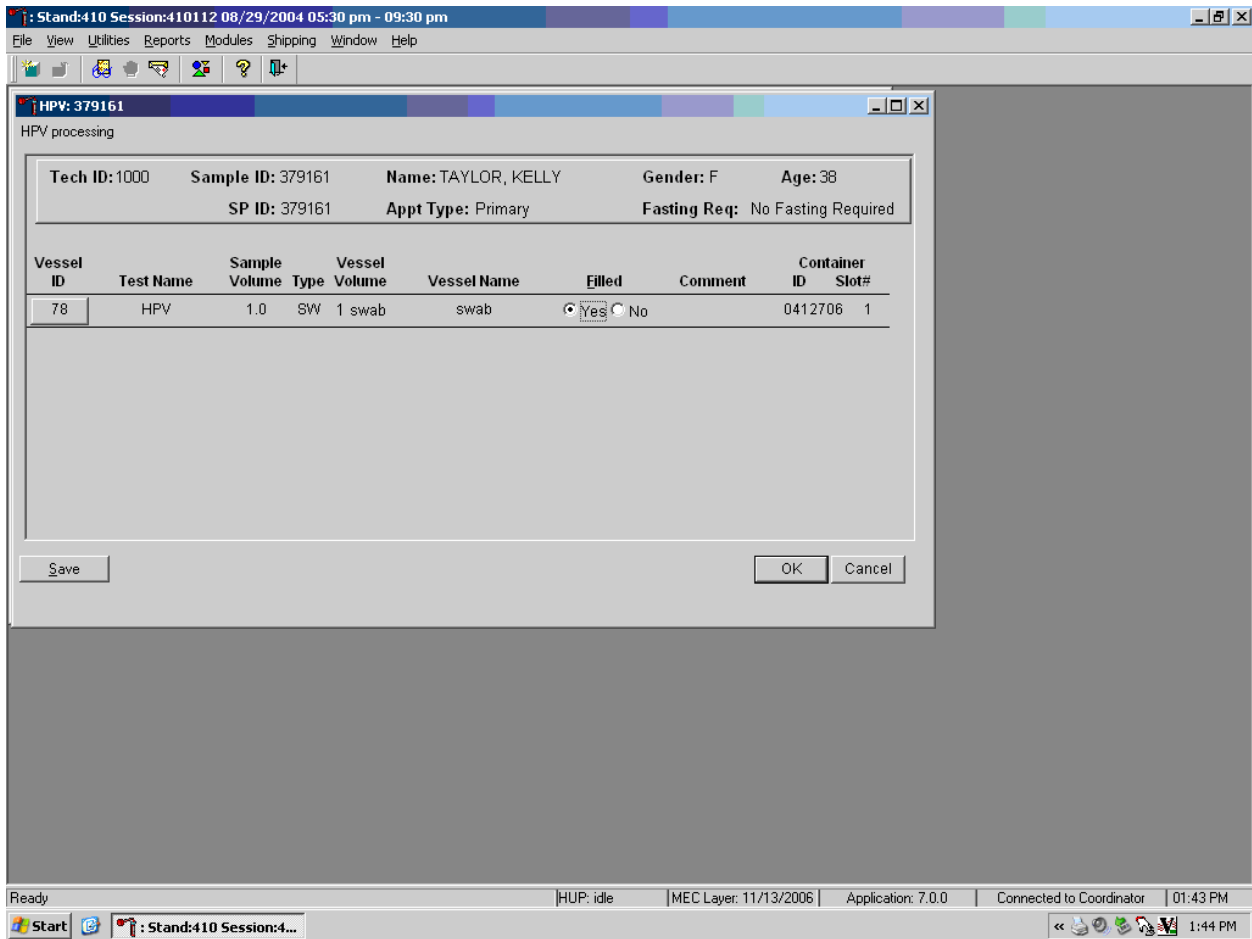 : Stand:410 Session:410112 08/29/2004 05:30 pm - 09:30 pm
File View Utilities Reports Modules Shipping Window Help
HPV: 379161
HPV processing
Tech ID: 1000 Sample ID: 379161 Name: TAYLOR, KELLY Gender: F Age: 38
SP ID: 379161 Appt Type: Primary Fasting Req: No Fasting Required
Vessel Sample Vessel Container
ID Test Name Volume Type Volume Vessel Name Filled Comment ID Slot#
78 HPV 1.0 SW 1 swab swab Yes No 0412706 1
Save OK Cancel
Ready HUP: idle MEC Layer: 11/13/2006 Application: 7.0.0 Connected to Coordinator 01:43 PM
Start : Stand:410 Session:4... « 1:44 PM